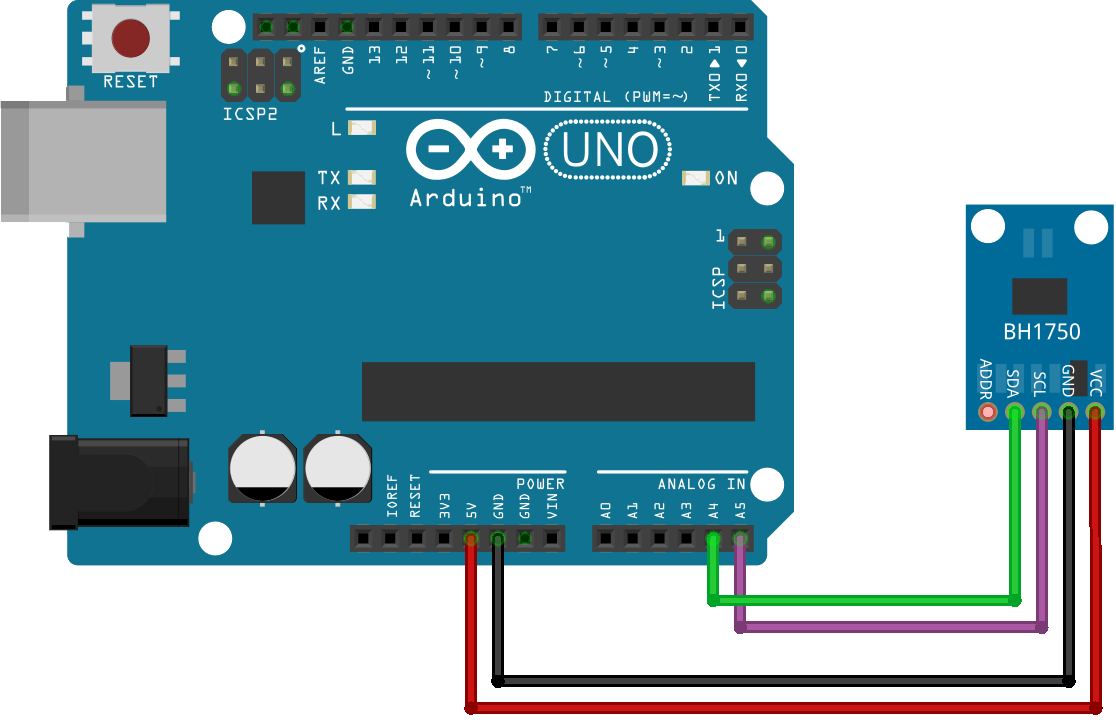 RESET
AREF
GND
13
12
~11
~10
~9
8
7
~6
~5
4
~3
2
TX0▶1
RX0◀0
ICSP2
DIGITAL (PWM=~)
L
TX
RX
UNO
Arduino™
ON
1
ICSP
BH1750
ADDR
SDA
SCL
GND
VCC
POWER
ANALOG IN
IOREF
RESET
3V3
5V
GND
GND
VIN
A0
A1
A2
A3
A4
A5